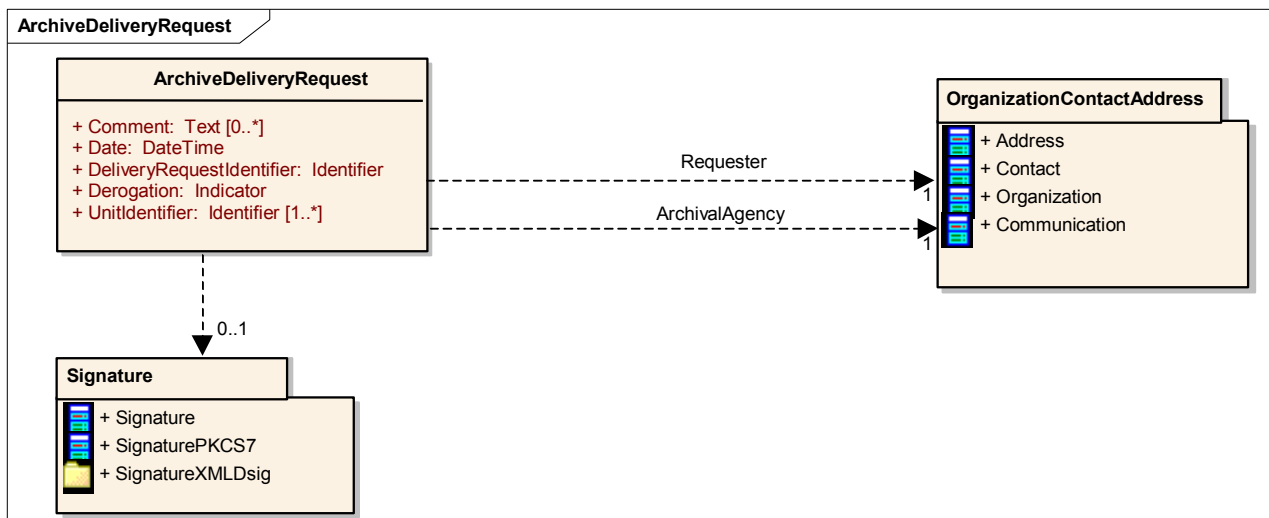 ArchiveDeliveryRequest
ArchiveDeliveryRequest
+ Comment: Text [0..*]
+ Date: DateTime
+ DeliveryRequestIdentifier: Identifier
+ Derogation: Indicator
+ UnitIdentifier: Identifier [1..*]
Requester
1
ArchivalAgency
1
OrganizationContactAddress
+ Address
+ Contact
+ Organization
+ Communication
0..1
Signature
+ Signature
+ SignaturePKCS7
+ SignatureXMLDsig